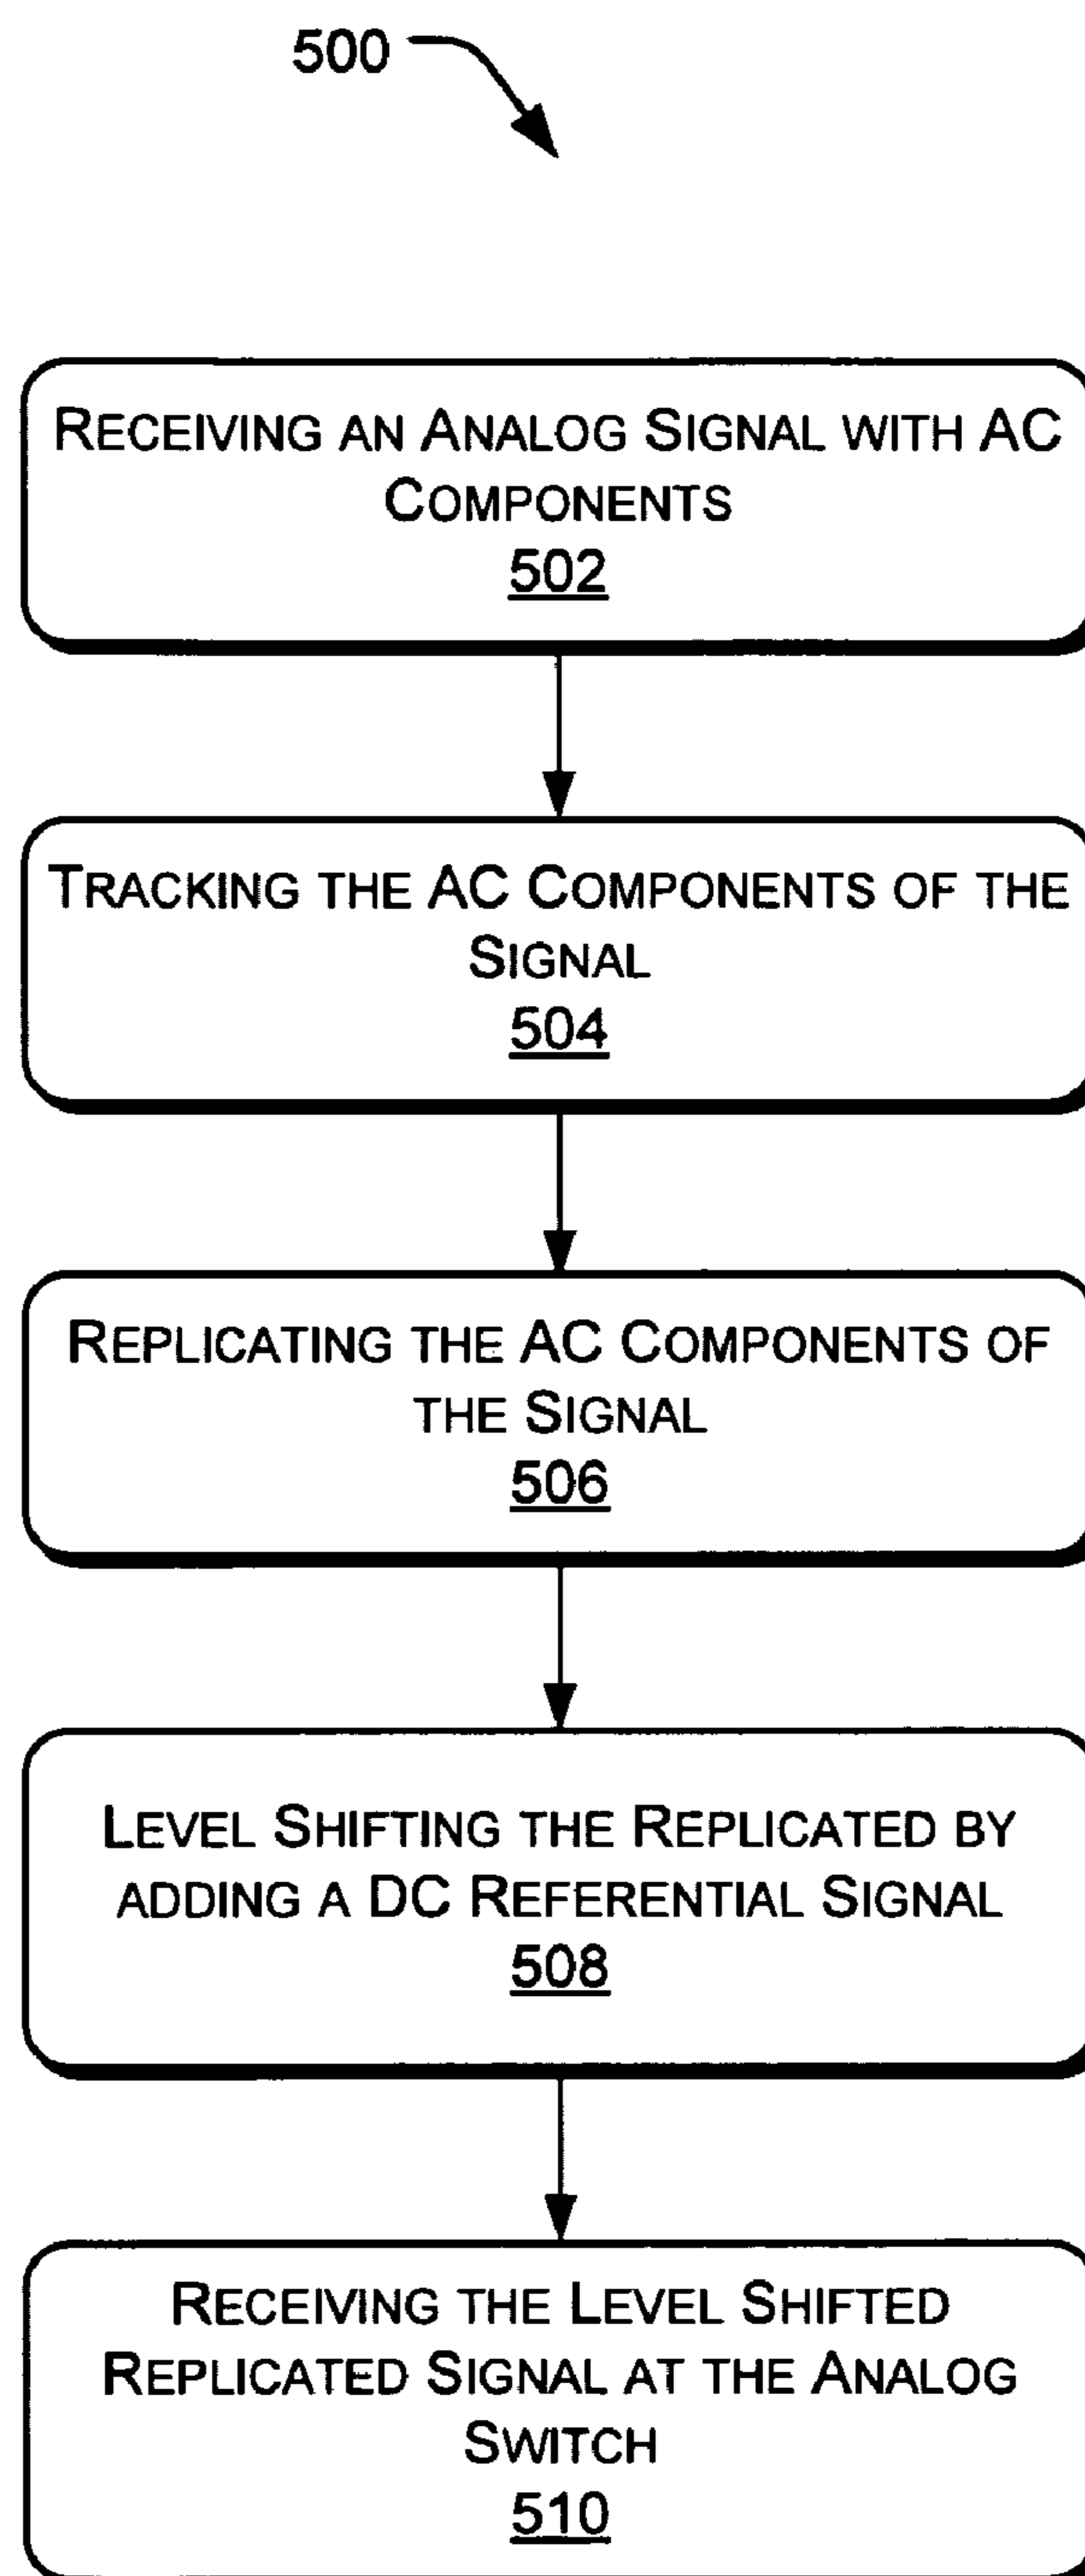 500
RECEIVING AN ANALOG SIGNAL WITH AC
COMPONENTS
502
TRACKING THE AC COMPONENTS OF THE
SIGNAL
504
REPLICATING THE AC COMPONENTS OF
THE SIGNAL
506
LEVEL SHIFTING THE REPLICATED BY
ADDING A DC REFERENTIAL SIGNAL
508
RECEIVING THE LEVEL SHIFTED
REPLICATED SIGNAL AT THE ANALOG
SWITCH
510